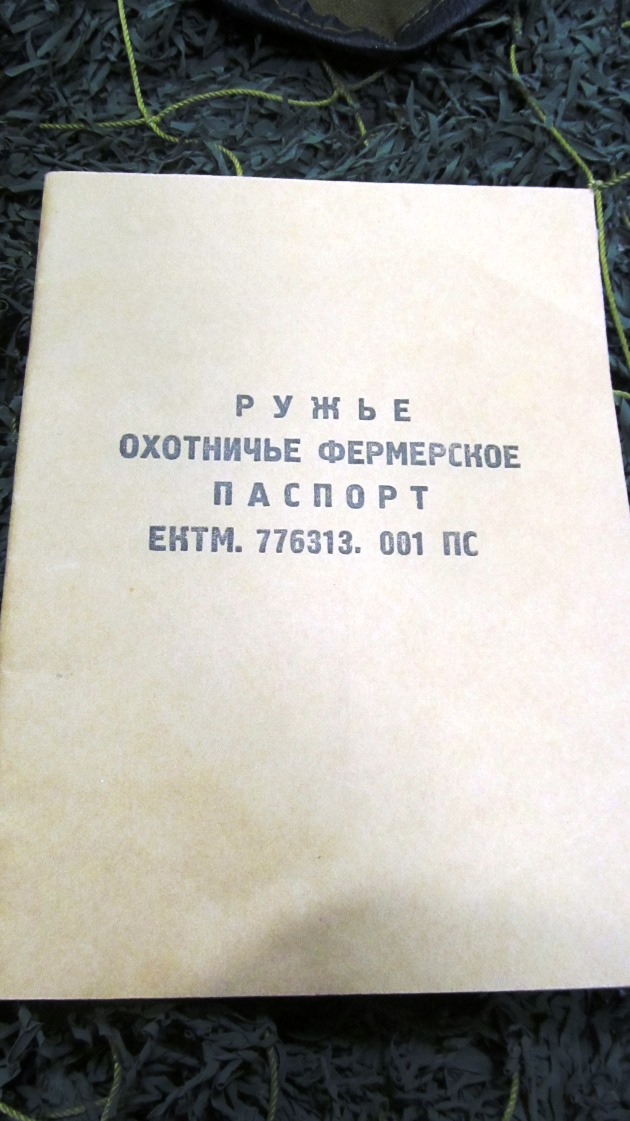 РУЖЬЕ
ОХОТНИЧЬЕ ФЕРМЕРСКОЕ
ПАСПОРТ
ЕКТМ. 776313. 001 ПС